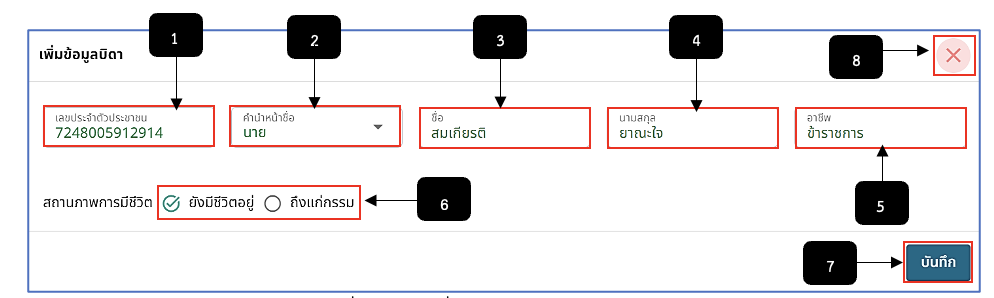 1 2 3 4
เพิ่มข้อมูลบิดา 8
เลขประจำตัวประชาชน คำนำหน้าชื่อ ชื่อ นามสกุล อาชีพ
7248005912914 นาย สมเกียรติ ยาณะใจ ข้าราชการ
สถานภาพการมีชีวิต ยังมีชีวิตอยู่ ถึงแก่กรรม 6 5
7 บันทึก